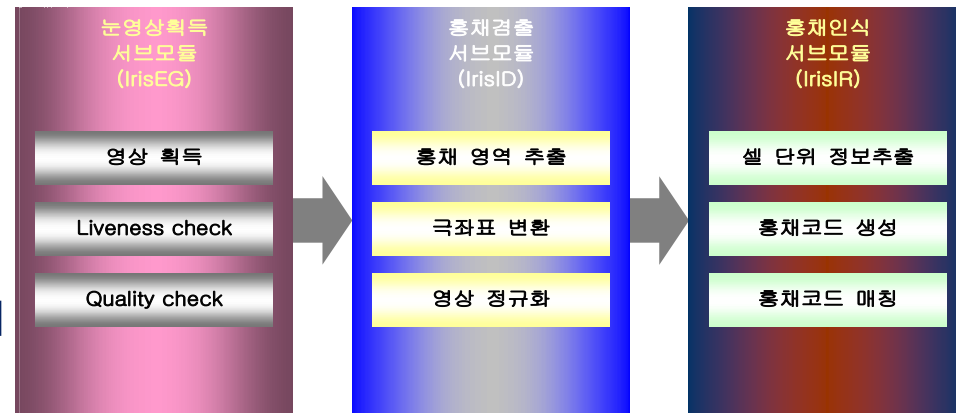 눈영상획득
서브모듈
(IrisEG)
영상 획득
Liveness check
Quality check
홍채검출
서브모듈
(IrisID)
홍채 영역 추출
극좌표 변환
영상 정규화
홍채인식
서브모듈
(IrisIR)
셀 단위 정보추출
홍채코드 생성
홍채코드 매칭